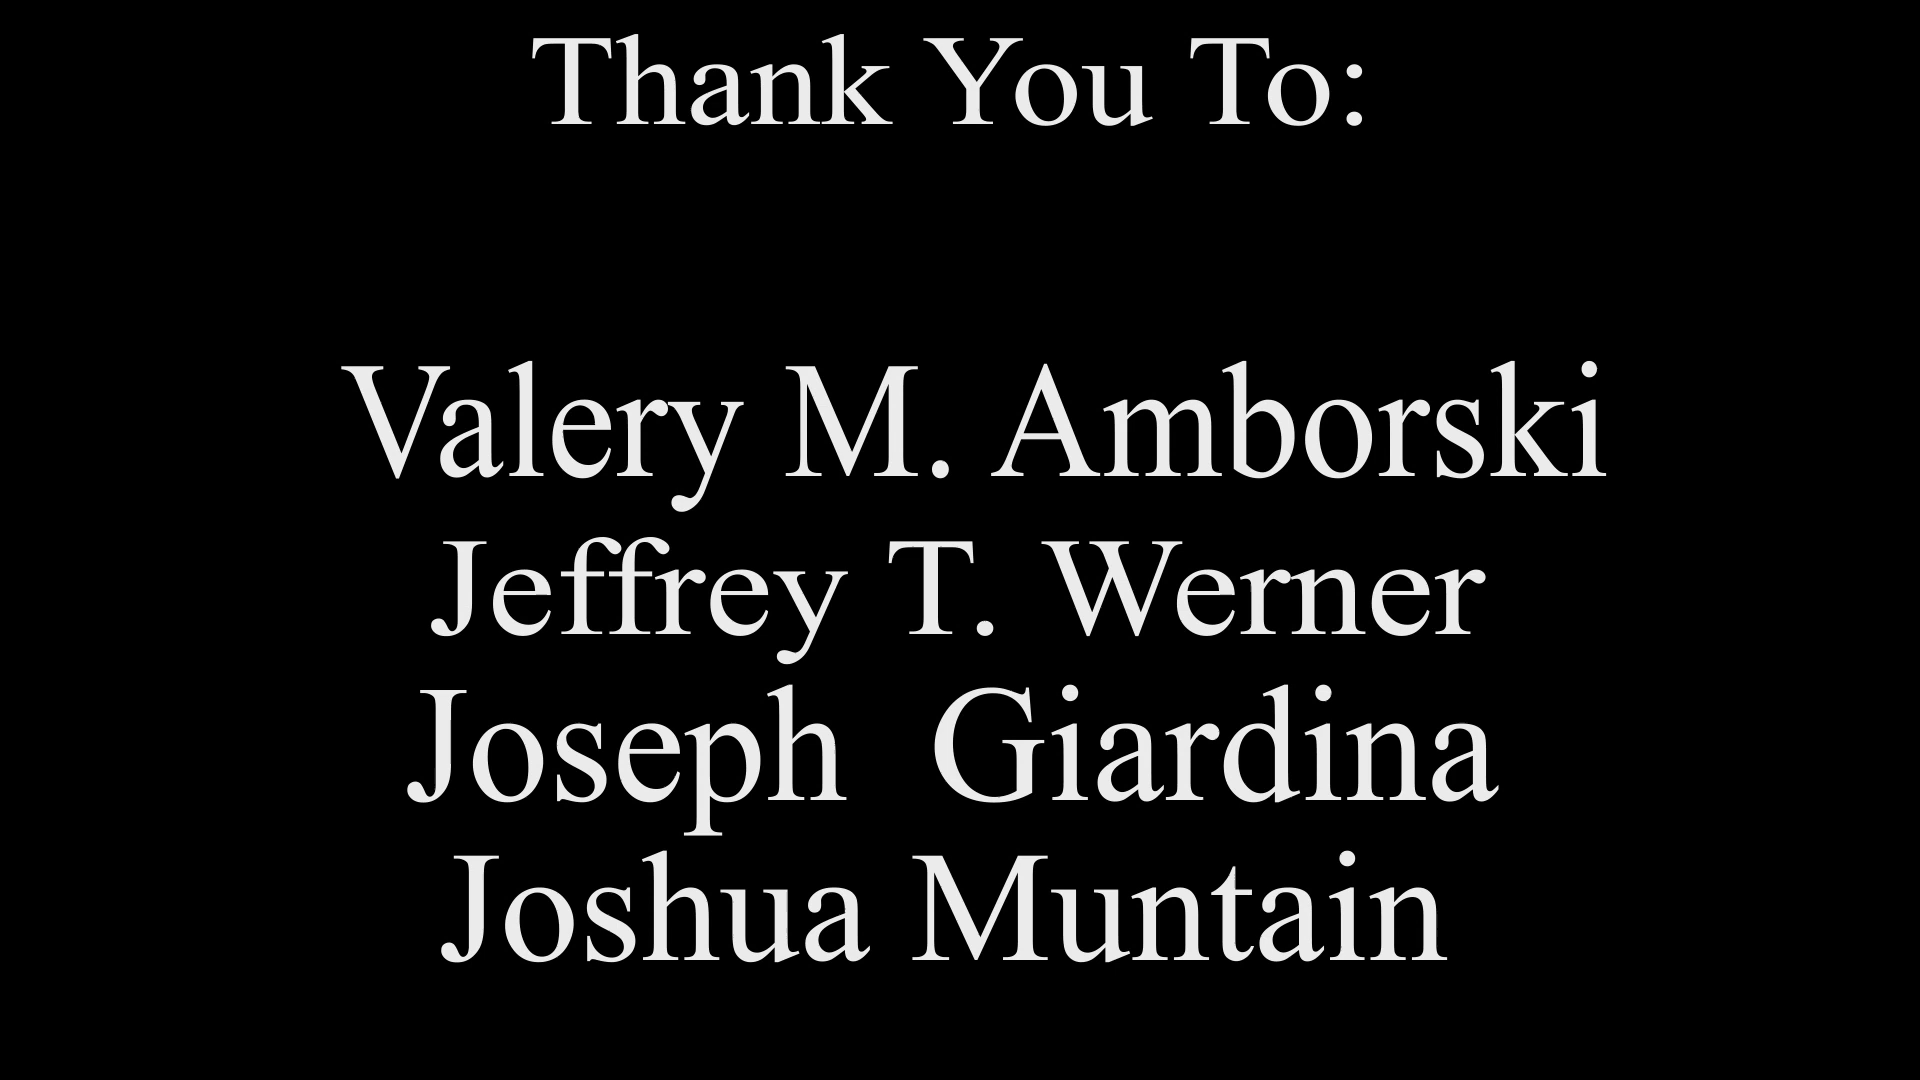 Thank You To:
Valery M. Amborski
Jeffrey T. Werner
Joseph  Giardina
Joshua Muntain